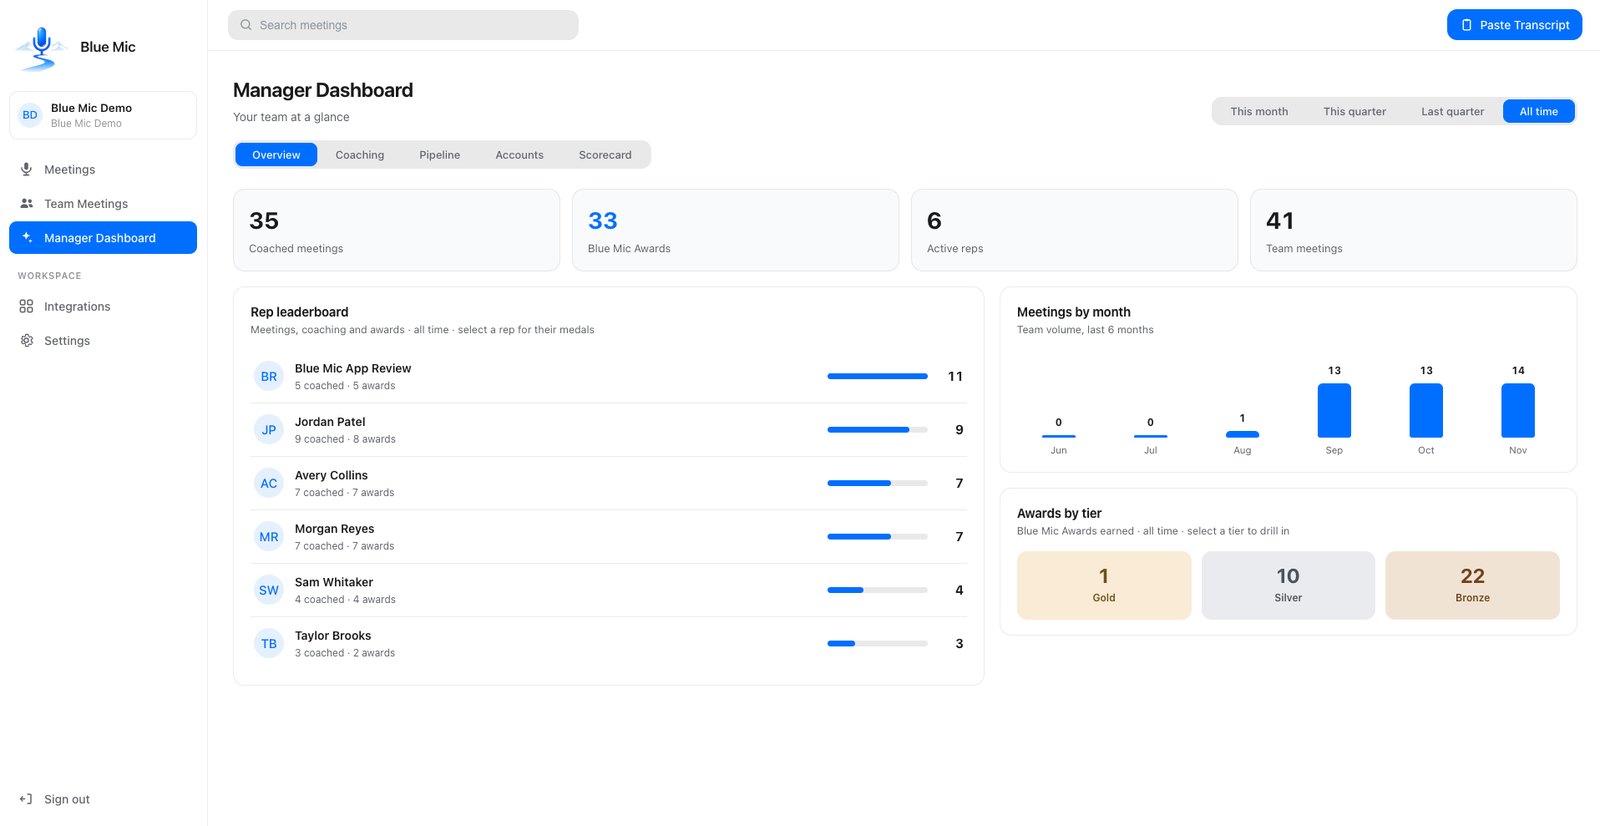 Blue Mic
BD
Blue Mic Demo
Blue Mic Demo
Meetings
Team Meetings
Manager Dashboard
WORKSPACE
Integrations
Settings
Sign out
Search meetings
Paste Transcript
Manager Dashboard
Your team at a glance
This month
This quarter
Last quarter
All time
Overview
Coaching
Pipeline
Accounts
Scorecard
35
Coached meetings
33
Blue Mic Awards
6
Active reps
41
Team meetings
Rep leaderboard
Meetings, coaching and awards · all time · select a rep for their medals
BR
Blue Mic App Review
5 coached · 5 awards
11
JP
Jordan Patel
9 coached · 8 awards
9
AC
Avery Collins
7 coached · 7 awards
7
MR
Morgan Reyes
7 coached · 7 awards
7
SW
Sam Whitaker
4 coached · 4 awards
4
TB
Taylor Brooks
3 coached · 2 awards
3
Meetings by month
Team volume, last 6 months
0
0
1
13
13
14
Jun
Jul
Aug
Sep
Oct
Nov
Awards by tier
Blue Mic Awards earned · all time · select a tier to drill in
1
Gold
10
Silver
22
Bronze